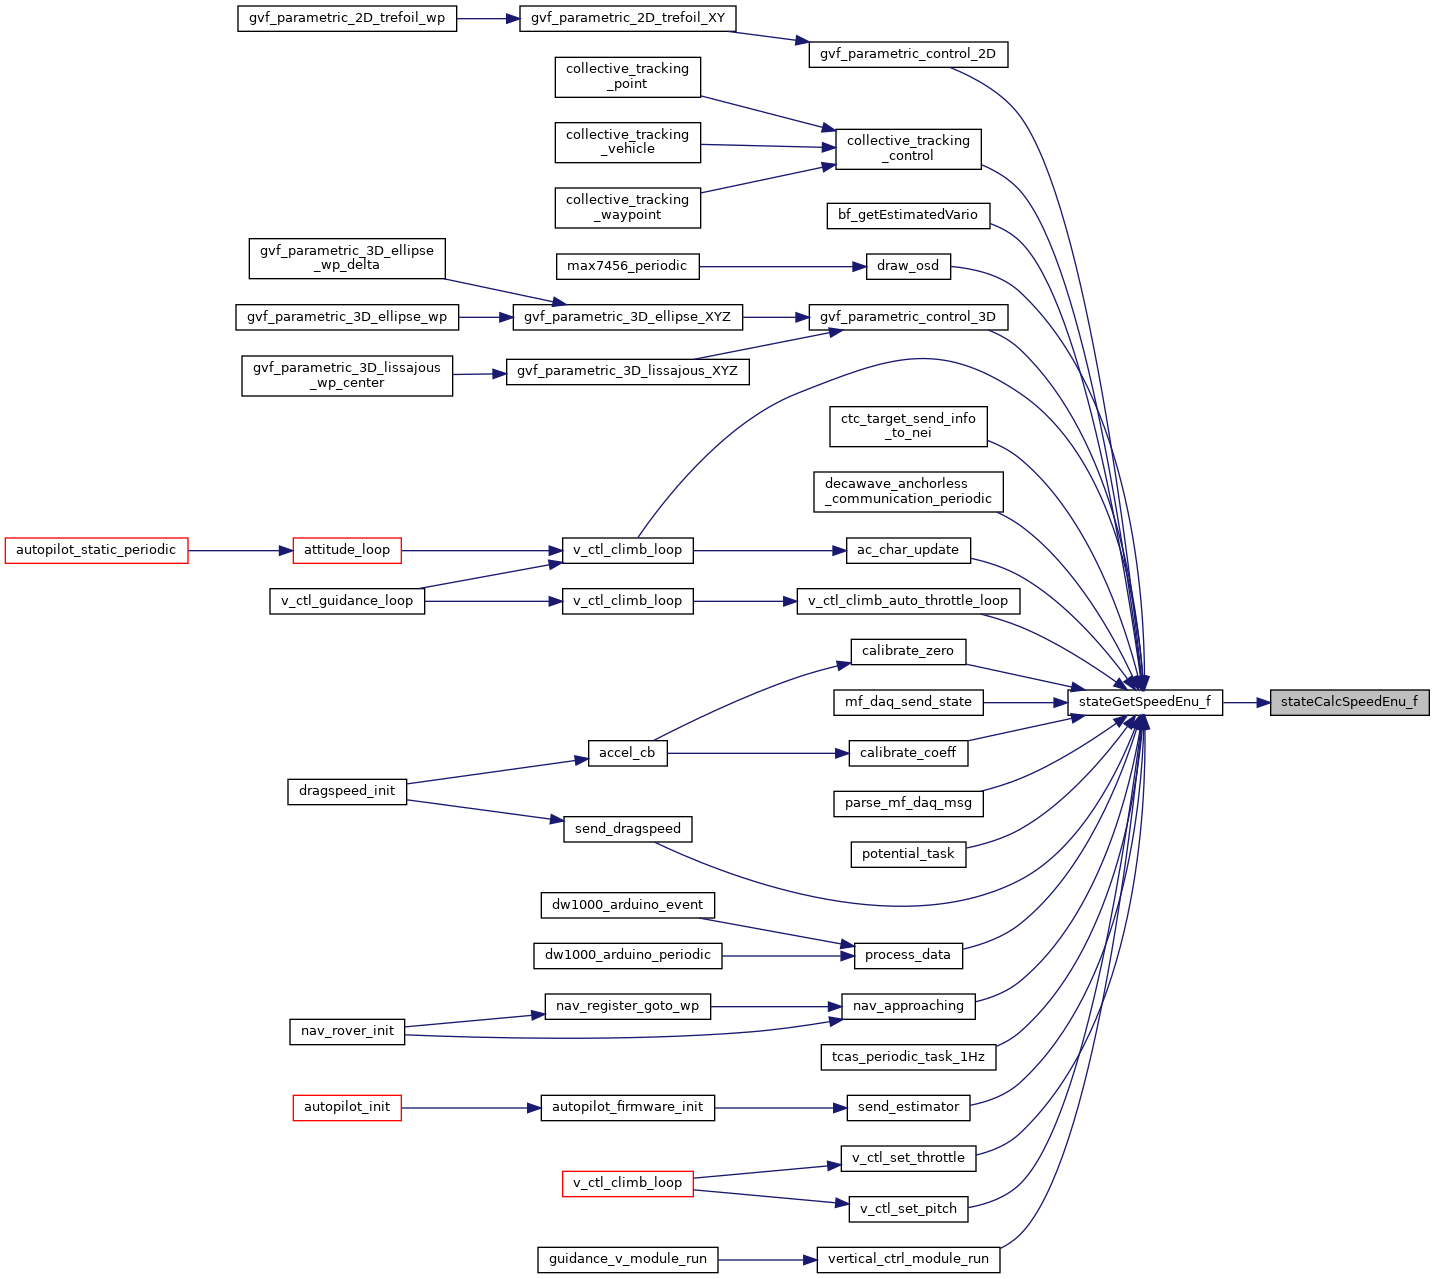 gvf_parametric_2D_trefoil_wp
gvf_parametric_2D_trefoil_XY
gvf_parametric_control_2D
collective_tracking
_point
collective_tracking
_vehicle
collective_tracking
_control
collective_tracking
_waypoint
bf_getEstimatedVario
gvf_parametric_3D_ellipse
_wp_delta
max7456_periodic
draw_osd
gvf_parametric_3D_ellipse_wp
gvf_parametric_3D_ellipse_XYZ
gvf_parametric_control_3D
gvf_parametric_3D_lissajous
_wp_center
gvf_parametric_3D_lissajous_XYZ
ctc_target_send_info
_to_nei
decawave_anchorless
_communication_periodic
autopilot_static_periodic
attitude_loop
v_ctl_climb_loop
ac_char_update
v_ctl_guidance_loop
v_ctl_climb_loop
v_ctl_climb_auto_throttle_loop
calibrate_zero
mf_daq_send_state
stateGetSpeedEnu_f
stateCalcSpeedEnu_f
accel_cb
calibrate_coeff
dragspeed_init
parse_mf_daq_msg
send_dragspeed
potential_task
dw1000_arduino_event
dw1000_arduino_periodic
process_data
nav_register_goto_wp
nav_approaching
nav_rover_init
tcas_periodic_task_1Hz
autopilot_init
autopilot_firmware_init
send_estimator
v_ctl_set_throttle
v_ctl_climb_loop
v_ctl_set_pitch
guidance_v_module_run
vertical_ctrl_module_run